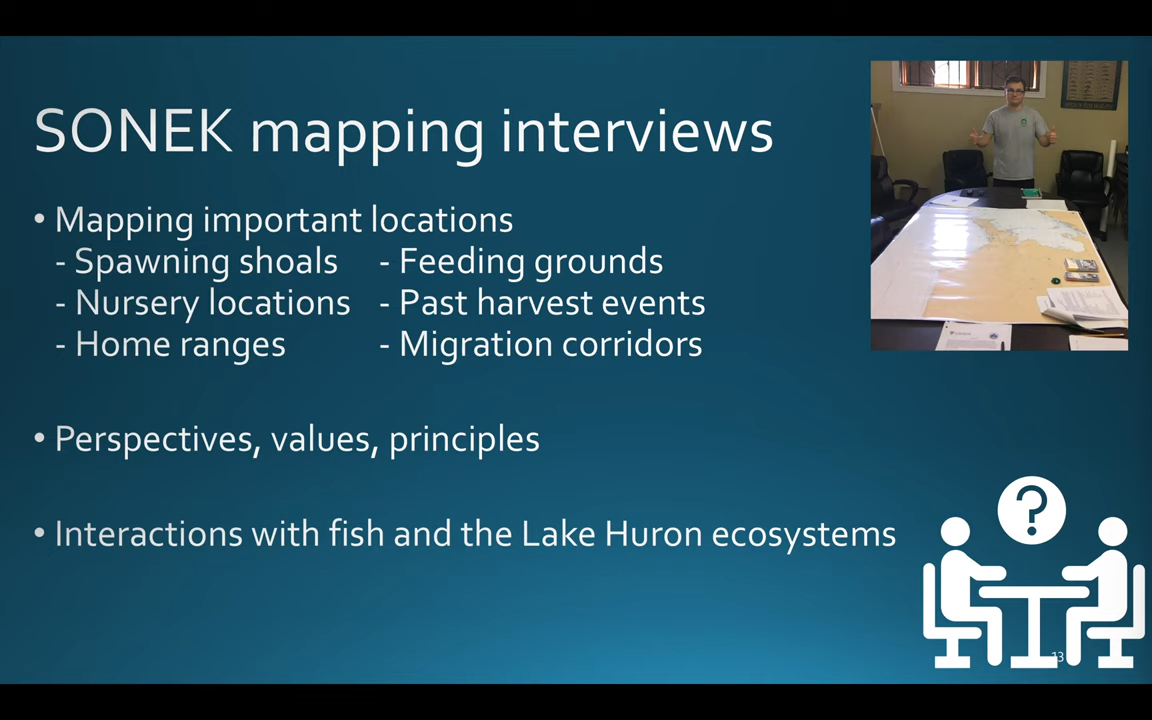 SONEK mapping interviews
• Mapping important locations
- Spawning shoals - Feeding grounds
- Nursery locations - Past harvest events
- Home ranges - Migration corridors
• Perspectives, values, principles
• Interactions with fish and the Lake Huron ecosystems
?
13